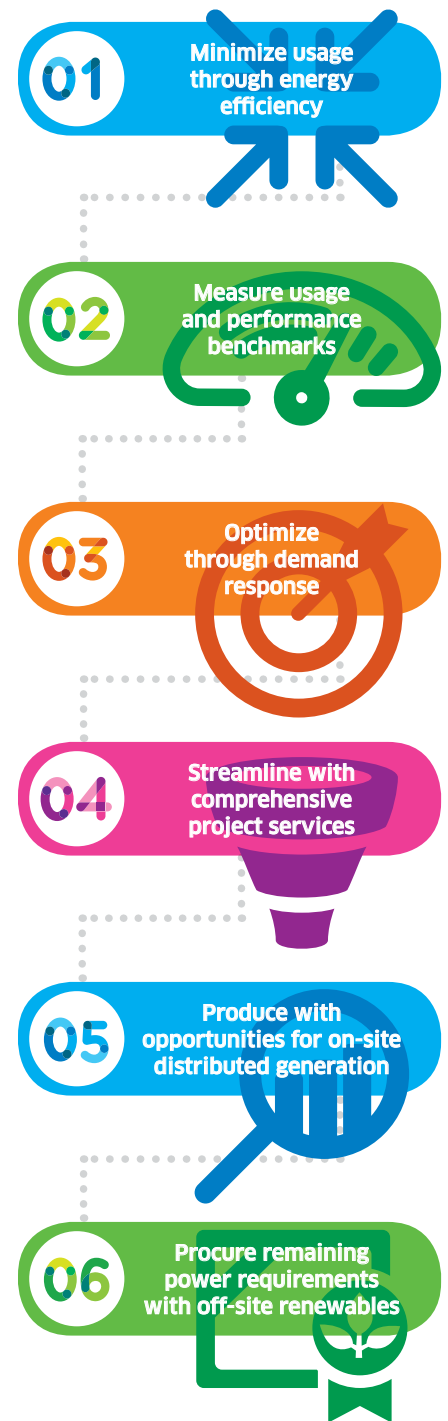 01
Minimize usage
through energy
efficiency
02
Measure usage
and performance
benchmarks
03
Optimize
through demand
response
04
Streamline with
comprehensive
project services
05
Produce with
opportunities for on-site
distributed generation
06
Procure remaining
power requirements
with off-site renewables